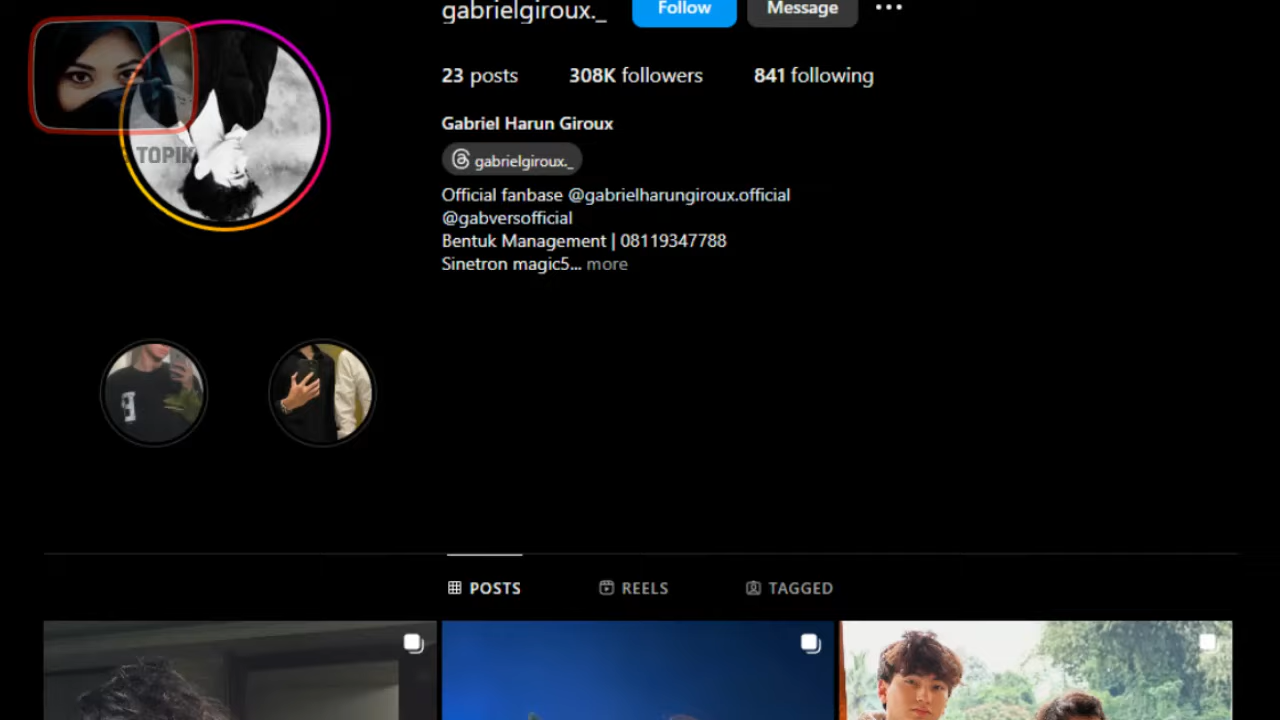 gabrielgiroux._ Follow Message
23 posts 308K followers 841 following
TOPIK
Gabriel Harun Giroux
gabrielgiroux._
Official fanbase @gabrielharungiroux.official
@gabversofficial
Bentuk Management | 08119347788
Sinetron magic5... more
POSTS REELS TAGGED